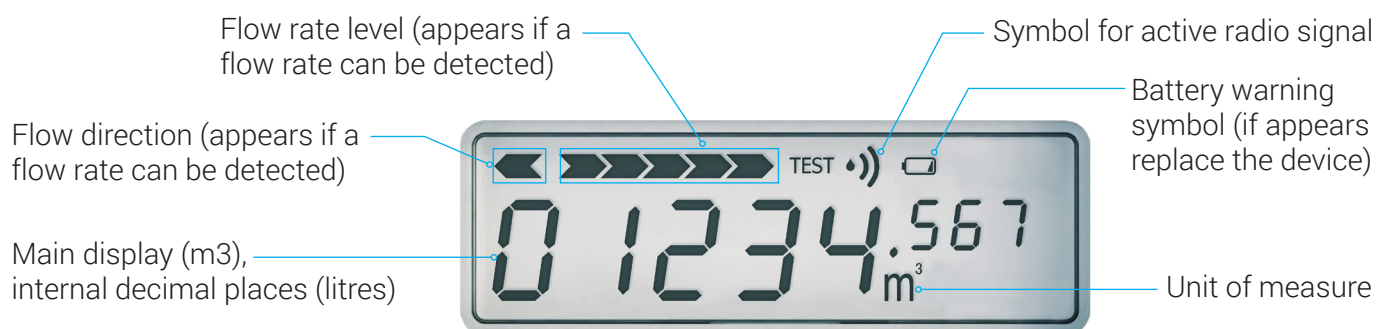 Flow rate level (appears if a
flow rate can be detected)
Symbol for active radio signal
Battery warning
symbol (if appears
replace the device)
Flow direction (appears if a
flow rate can be detected)
TEST
01234.567
m³
Main display (m3),
internal decimal places (litres)
Unit of measure